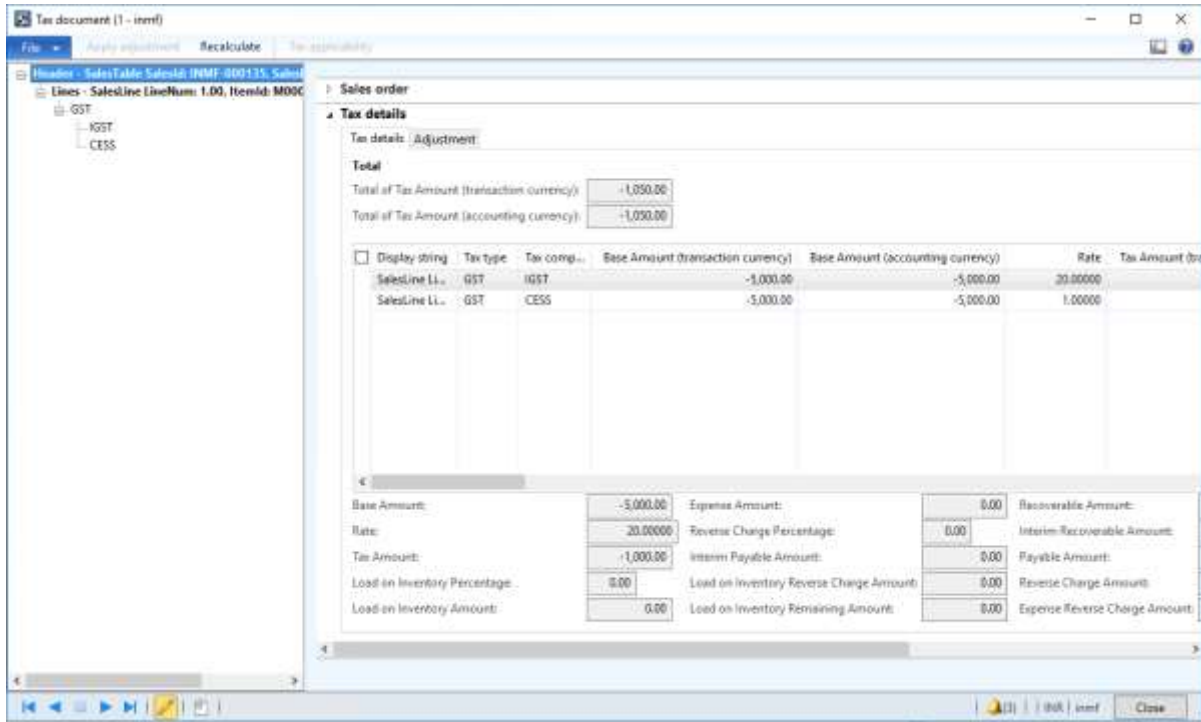 Tax document (1 - inmf)
File Apply adjustment Recalculate Tax applicability
Header - SalesTable SalesId: INMF-000135, SalesI
Lines - SalesLine LineNum: 1.00, ItemId: M000
GST
IGST
CESS
Sales order
Tax details
Tax details Adjustment
Total
Total of Tax Amount (transaction currency): -1,050.00
Total of Tax Amount (accounting currency): -1,050.00
Display string Tax type Tax comp... Base Amount (transaction currency) Base Amount (accounting currency) Rate Tax Amount (tra
SalesLine Li... GST IGST -5,000.00 -5,000.00 20.00000
SalesLine Li... GST CESS -5,000.00 -5,000.00 1.00000
Base Amount: -5,000.00 Expense Amount: 0.00 Recoverable Amount:
Rate: 20.00000 Reverse Charge Percentage: 0.00 Interim Recoverable Amount:
Tax Amount: -1,000.00 Interim Payable Amount: 0.00 Payable Amount:
Load on Inventory Percentage: 0.00 Load on Inventory Reverse Charge Amount: 0.00 Reverse Charge Amount:
Load on Inventory Amount: 0.00 Load on Inventory Remaining Amount: 0.00 Expense Reverse Charge Amount:
(3) INR inmf Close